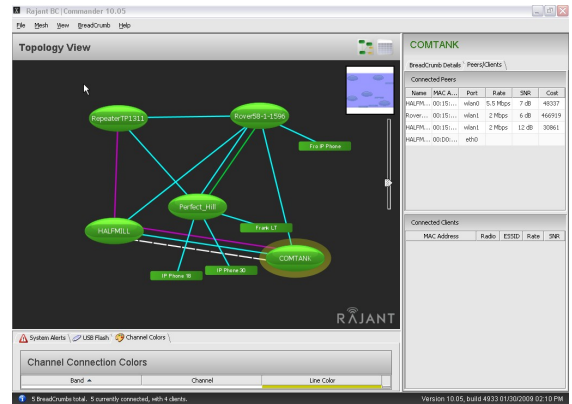 Rajant BC|Commander 10.05
File Mesh View BreadCrumb Help
Topology View
RepeaterTP1311
Rover58-1-1596
Fro IP Phone
Perfect_Hill
Frank LT
HALFMILL
COMTANK
IP Phone 18
IP Phone 30
RAJANT
System Alerts USB Flash Channel Colors
Channel Connection Colors
Band Channel Line Color
COMTANK
BreadCrumb Details Peers/Clients
Connected Peers
Name MAC A... Port Rate SNR Cost
HALFM... 00:15:... wlan0 5.5 Mbps 7 dB 48337
Rover... 00:15:... wlan1 2 Mbps 6 dB 466919
HALFM... 00:15:... wlan1 2 Mbps 12 dB 30861
HALFM... 00:D0:... eth0
Connected Clients
MAC Address Radio ESSID Rate SNR
5 BreadCrumbs total. 5 currently connected, with 4 clients.
Version 10.05, build 4933 01/30/2009 02:10 PM